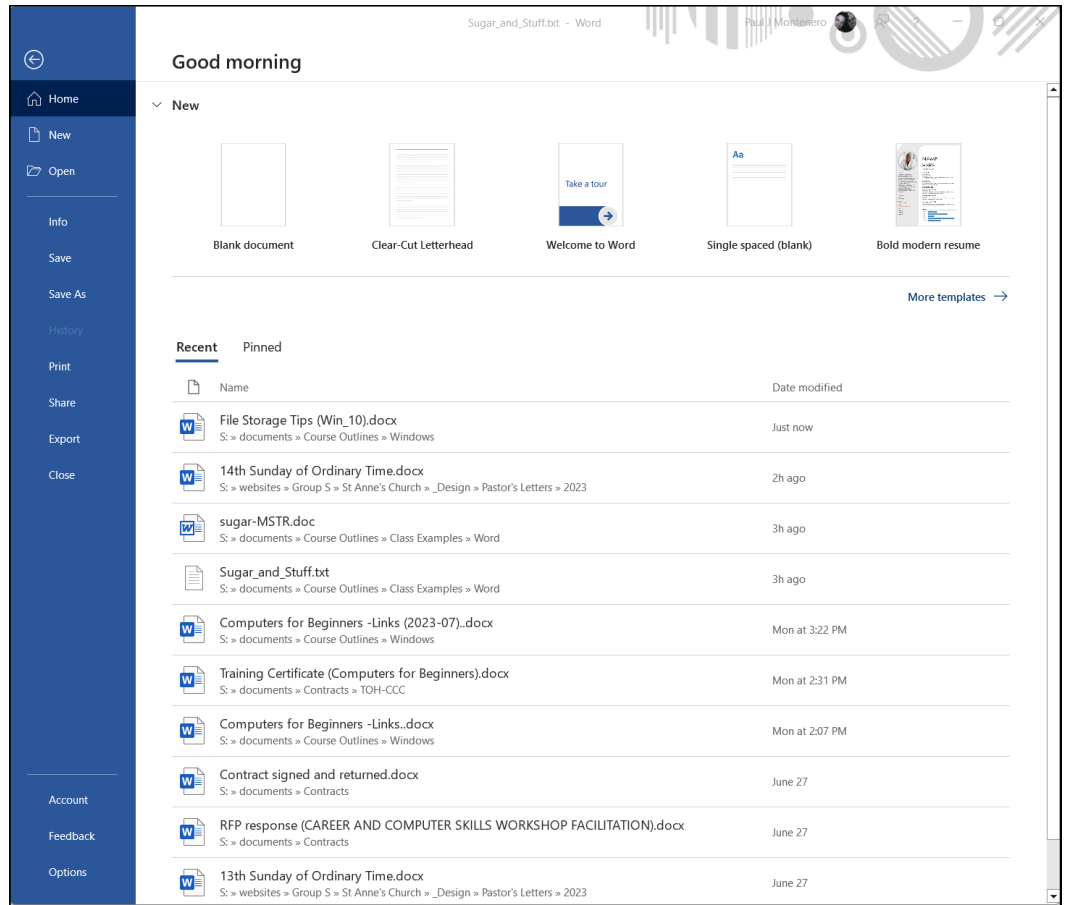 Sugar_and_Stuff.txt - Word
Paul J Montenero
?
Good morning
Home
New
Open
Info
Save
Save As
History
Print
Share
Export
Close
Account
Feedback
Options
New
Take a tour
Aa
NAME
Blank document
Clear-Cut Letterhead
Welcome to Word
Single spaced (blank)
Bold modern resume
More templates
Recent Pinned
Name Date modified
File Storage Tips (Win_10).docx
S: » documents » Course Outlines » Windows
Just now
14th Sunday of Ordinary Time.docx
S: » websites » Group S » St Anne's Church » _Design » Pastor's Letters » 2023
2h ago
sugar-MSTR.doc
S: » documents » Course Outlines » Class Examples » Word
3h ago
Sugar_and_Stuff.txt
S: » documents » Course Outlines » Class Examples » Word
3h ago
Computers for Beginners -Links (2023-07)..docx
S: » documents » Course Outlines » Windows
Mon at 3:22 PM
Training Certificate (Computers for Beginners).docx
S: » documents » Contracts » TOH-CCC
Mon at 2:31 PM
Computers for Beginners -Links..docx
S: » documents » Course Outlines » Windows
Mon at 2:07 PM
Contract signed and returned.docx
S: » documents » Contracts
June 27
RFP response (CAREER AND COMPUTER SKILLS WORKSHOP FACILITATION).docx
S: » documents » Contracts
June 27
13th Sunday of Ordinary Time.docx
S: » websites » Group S » St Anne's Church » _Design » Pastor's Letters » 2023
June 27